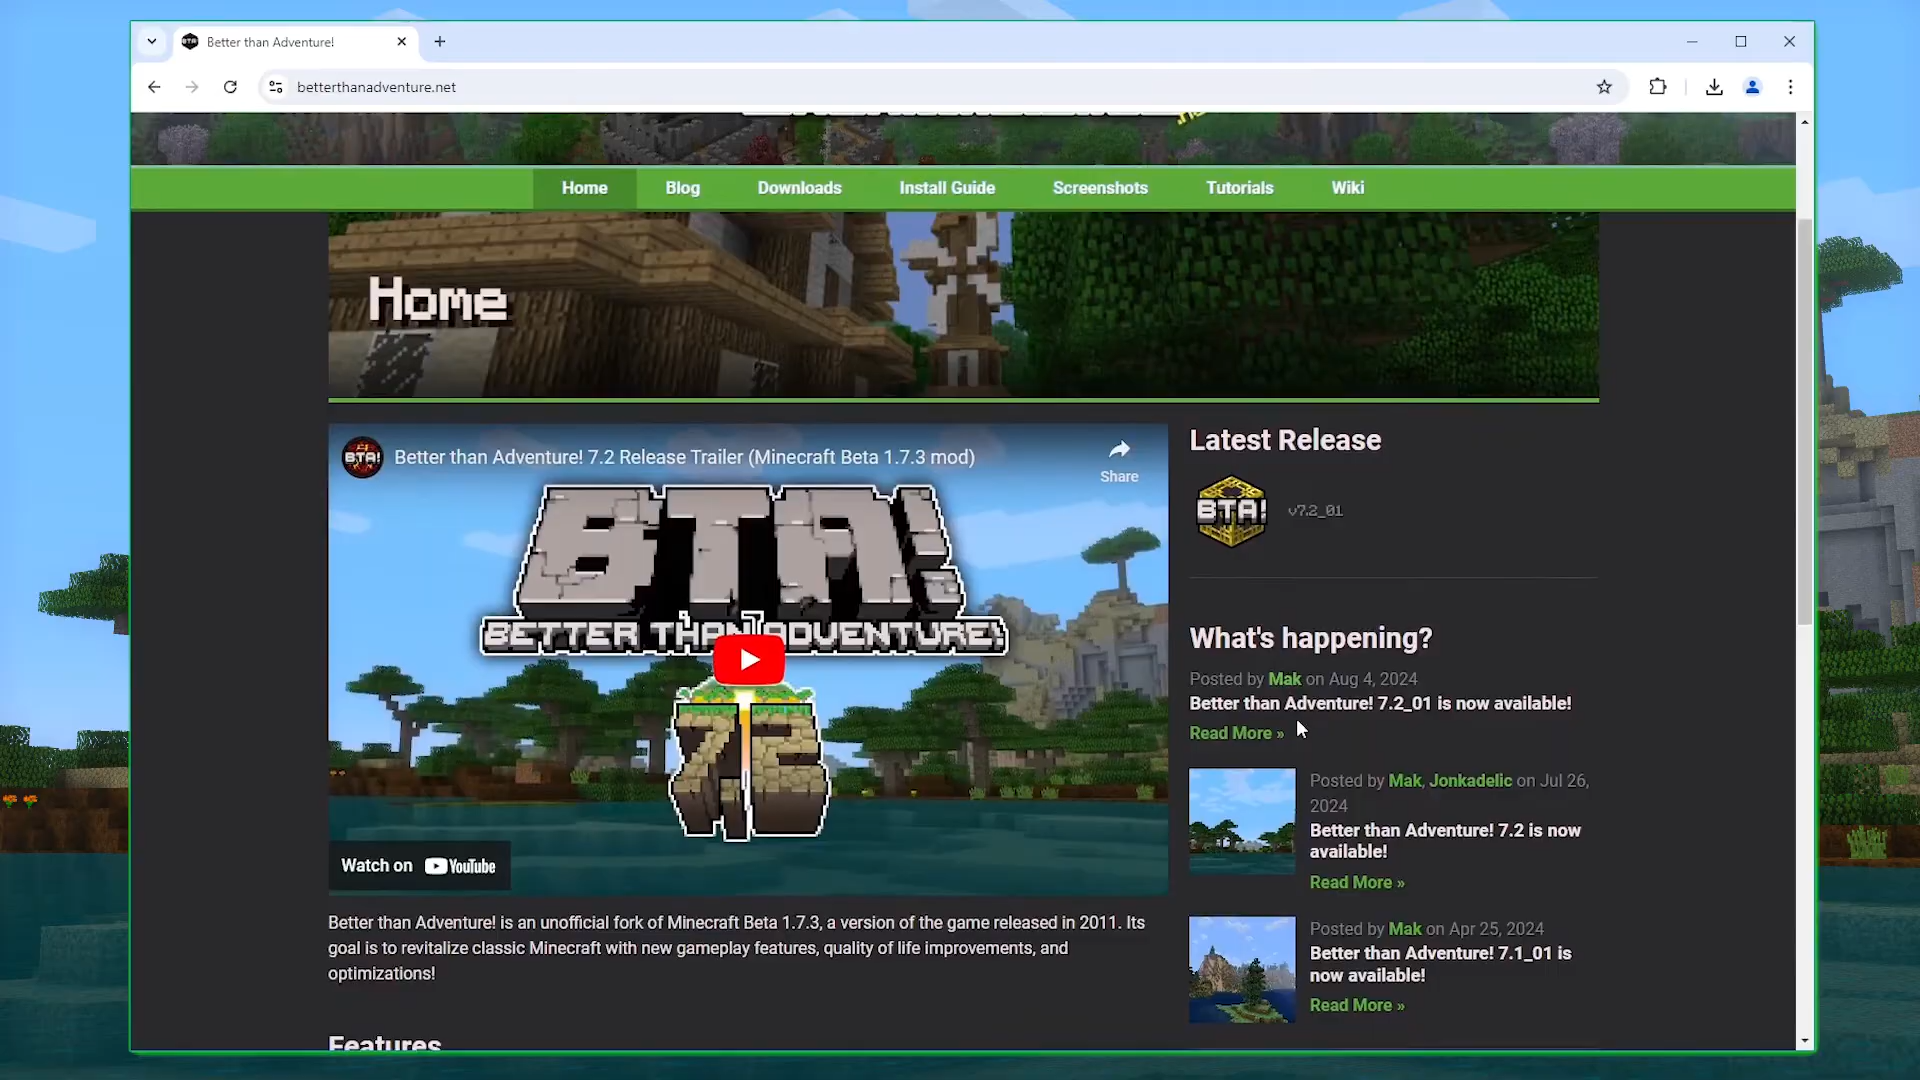 Better than Adventure!
betterthanadventure.net
Home
Blog
Downloads
Install Guide
Screenshots
Tutorials
Wiki
Home
BTA!
Better than Adventure! 7.2 Release Trailer (Minecraft Beta 1.7.3 mod)
Share
BTA!
BETTER THAN ADVENTURE!
7.2
Watch on YouTube
Better than Adventure! is an unofficial fork of Minecraft Beta 1.7.3, a version of the game released in 2011. Its
goal is to revitalize classic Minecraft with new gameplay features, quality of life improvements, and
optimizations!
Features
Latest Release
BTA!
v7.2_01
What's happening?
Posted by Mak on Aug 4, 2024
Better than Adventure! 7.2_01 is now available!
Read More »
Posted by Mak, Jonkadelic on Jul 26,
2024
Better than Adventure! 7.2 is now
available!
Read More »
Posted by Mak on Apr 25, 2024
Better than Adventure! 7.1_01 is
now available!
Read More »